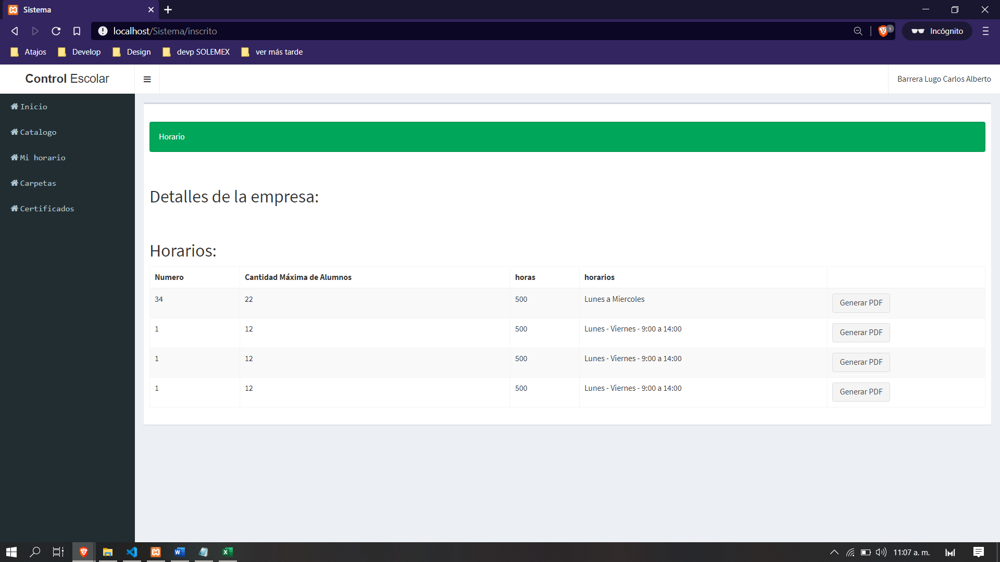 Sistema
localhost/Sistema/inscrito
1
Incógnito
Atajos
Develop
Design
devp SOLEMEX
ver más tarde
Control Escolar
Barrera Lugo Carlos Alberto
Inicio
Catalogo
Mi horario
Carpetas
Certificados
Horario
Detalles de la empresa:
Horarios:
Numero Cantidad Máxima de Alumnos horas horarios
34 22 500 Lunes a Miercoles Generar PDF
1 12 500 Lunes - Viernes - 9:00 a 14:00 Generar PDF
1 12 500 Lunes - Viernes - 9:00 a 14:00 Generar PDF
1 12 500 Lunes - Viernes - 9:00 a 14:00 Generar PDF
11:07 a. m.